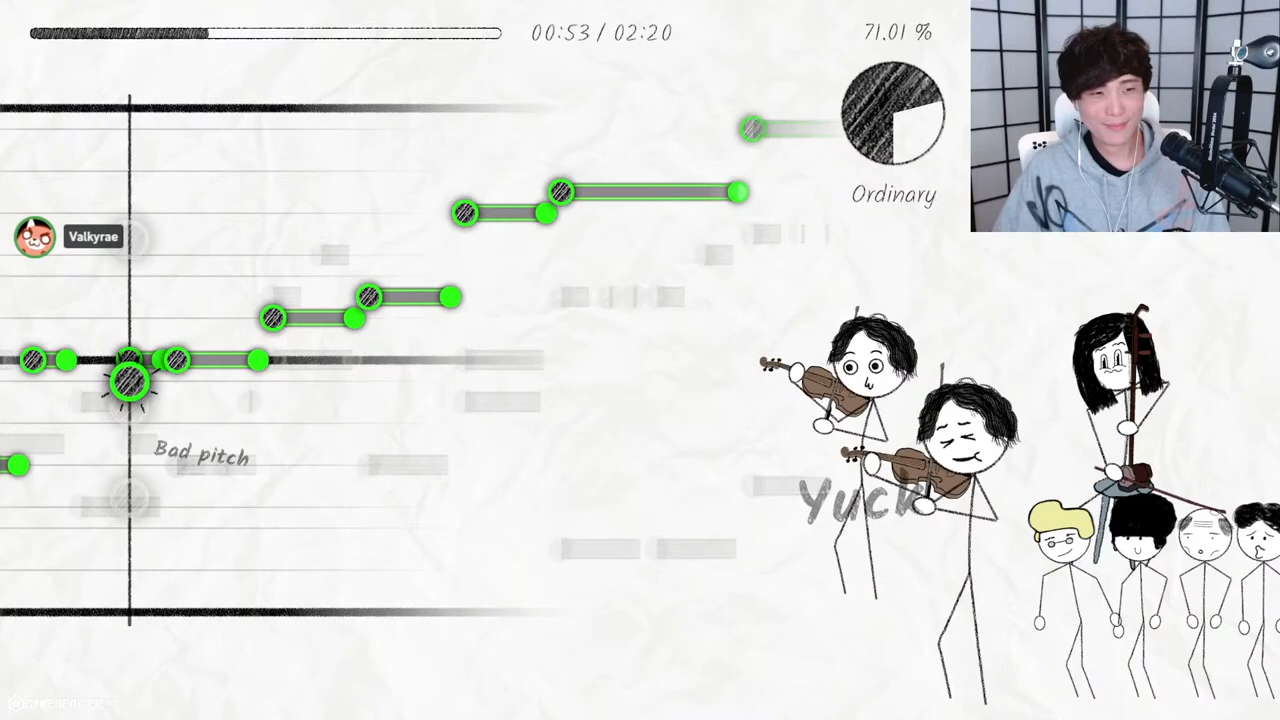 00:53 / 02:20
71.01 %
Ordinary
Valkyrae
Bad pitch
Yuck